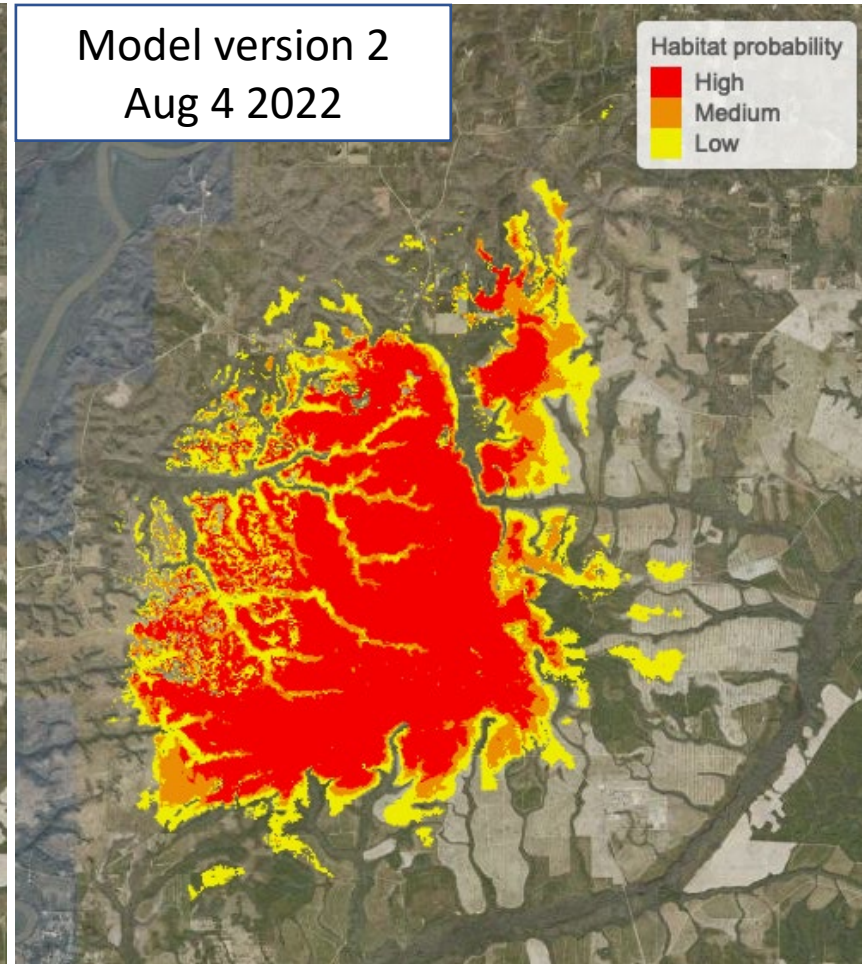 Model version 2
Aug 4 2022
Habitat probability
High
Medium
Low